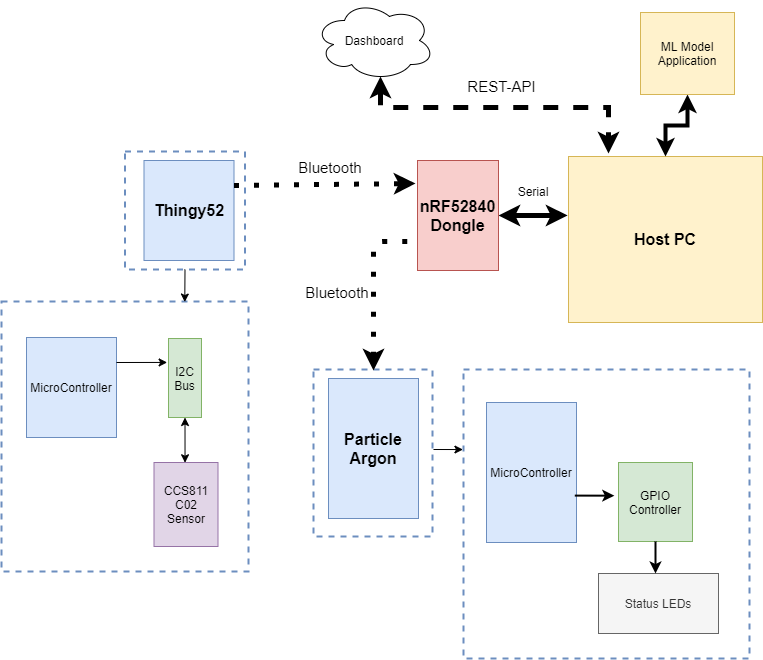 Dashboard
ML Model
Application
REST-API
Bluetooth
Thingy52
nRF52840
Dongle
Serial
Host PC
Bluetooth
MicroController
I2C
Bus
CCS811
C02
Sensor
Particle
Argon
MicroController
GPIO
Controller
Status LEDs